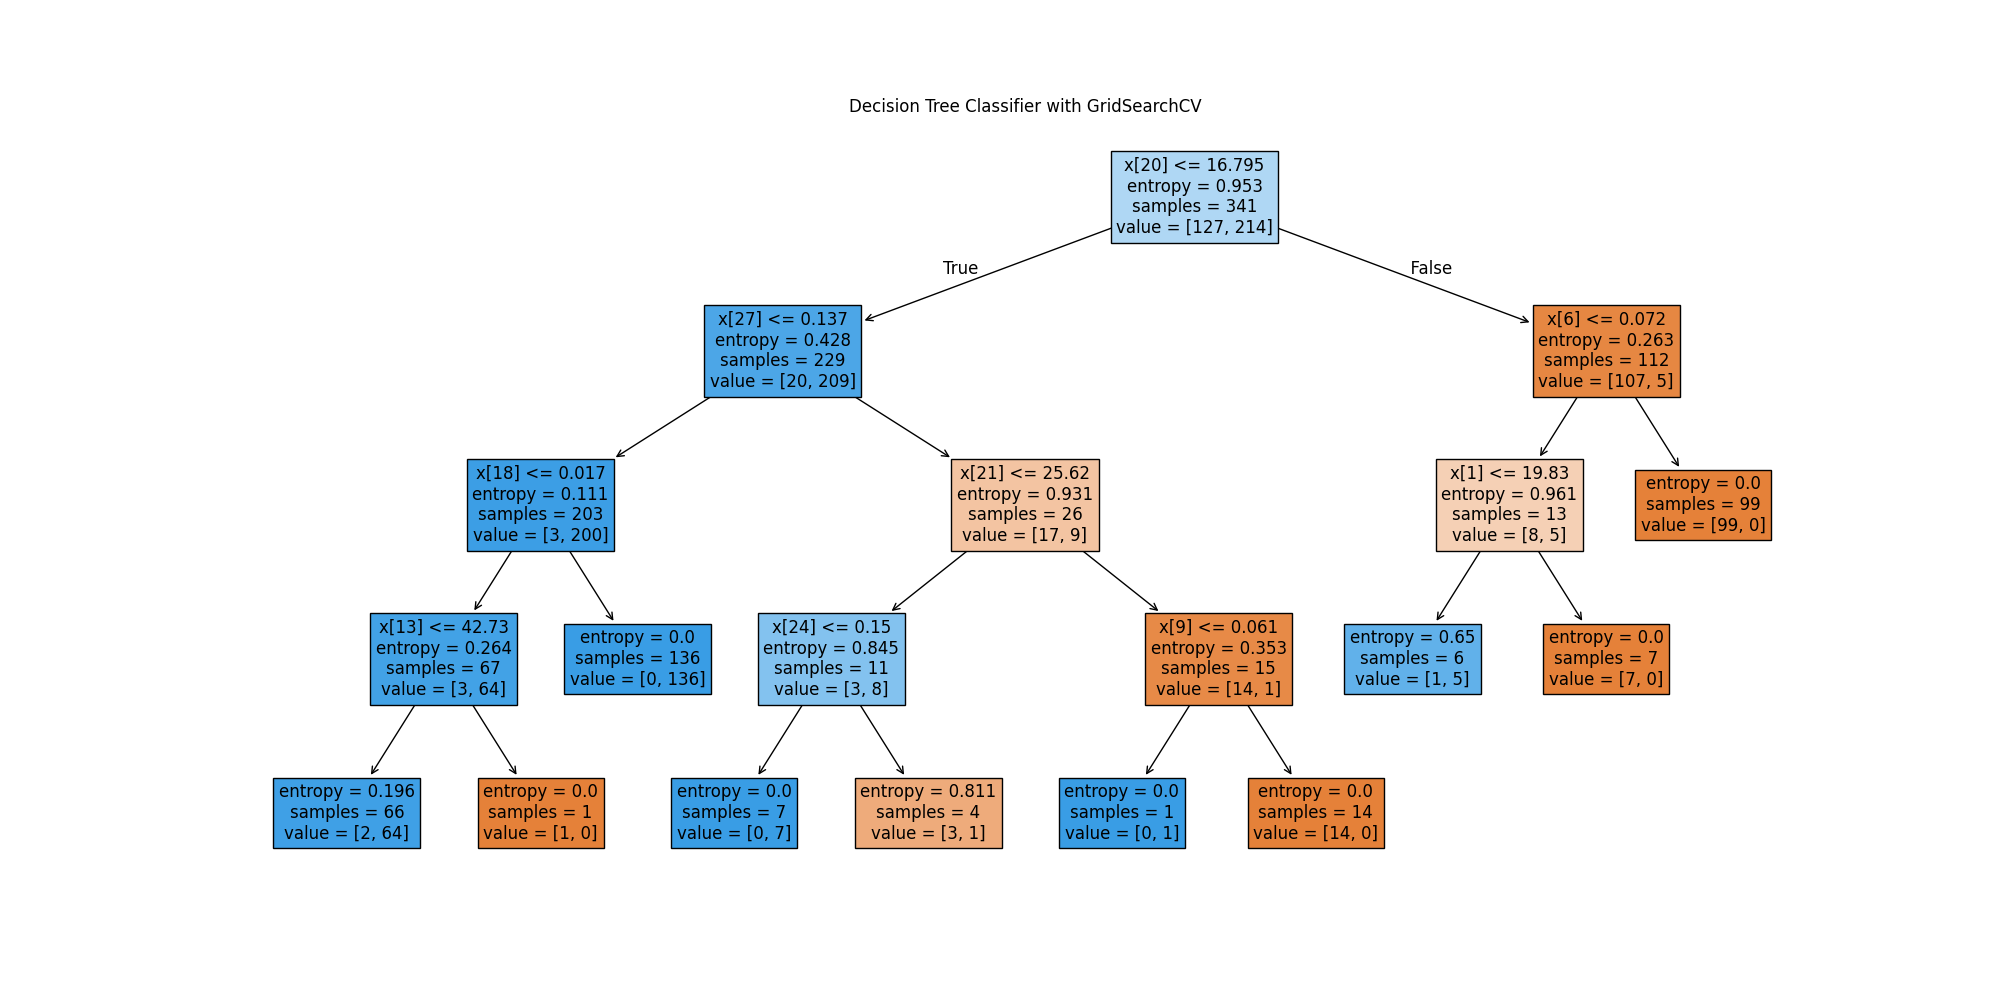 Decision Tree Classifier with GridSearchCV
x[20] <= 16.795
entropy = 0.953
samples = 341
value = [127, 214]
True
False
x[27] <= 0.137
entropy = 0.428
samples = 229
value = [20, 209]
x[6] <= 0.072
entropy = 0.263
samples = 112
value = [107, 5]
x[18] <= 0.017
entropy = 0.111
samples = 203
value = [3, 200]
x[21] <= 25.62
entropy = 0.931
samples = 26
value = [17, 9]
x[1] <= 19.83
entropy = 0.961
samples = 13
value = [8, 5]
entropy = 0.0
samples = 99
value = [99, 0]
x[13] <= 42.73
entropy = 0.264
samples = 67
value = [3, 64]
entropy = 0.0
samples = 136
value = [0, 136]
x[24] <= 0.15
entropy = 0.845
samples = 11
value = [3, 8]
x[9] <= 0.061
entropy = 0.353
samples = 15
value = [14, 1]
entropy = 0.65
samples = 6
value = [1, 5]
entropy = 0.0
samples = 7
value = [7, 0]
entropy = 0.196
samples = 66
value = [2, 64]
entropy = 0.0
samples = 1
value = [1, 0]
entropy = 0.0
samples = 7
value = [0, 7]
entropy = 0.811
samples = 4
value = [3, 1]
entropy = 0.0
samples = 1
value = [0, 1]
entropy = 0.0
samples = 14
value = [14, 0]